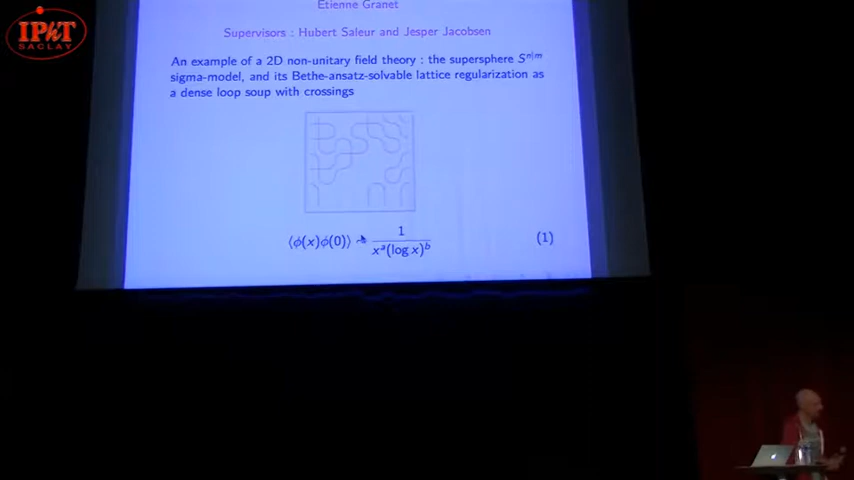 IPhT
SACLAY
Etienne Granet
Supervisors : Hubert Saleur and Jesper Jacobsen
An example of a 2D non-unitary field theory : the supersphere S^{n|m}
sigma-model, and its Bethe-ansatz-solvable lattice regularization as
a dense loop soup with crossings
⟨ϕ(x)ϕ(0)⟩ ~ 1 / x^a(log x)^b (1)